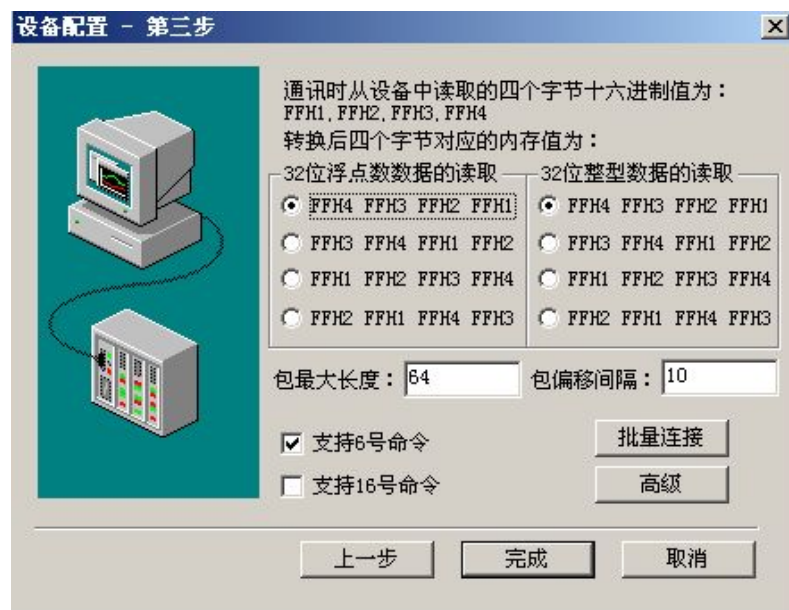 设备配置 - 第三步
通讯时从设备中读取的四个字节十六进制值为：
FFH1,FFH2,FFH3,FFH4
转换后四个字节对应的内存值为：
32位浮点数数据的读取
FFH4 FFH3 FFH2 FFH1
FFH3 FFH4 FFH1 FFH2
FFH1 FFH2 FFH3 FFH4
FFH2 FFH1 FFH4 FFH3
32位整型数据的读取
FFH4 FFH3 FFH2 FFH1
FFH3 FFH4 FFH1 FFH2
FFH1 FFH2 FFH3 FFH4
FFH2 FFH1 FFH4 FFH3
包最大长度：64 包偏移间隔：10
支持6号命令 批量连接
支持16号命令 高级
上一步 完成 取消